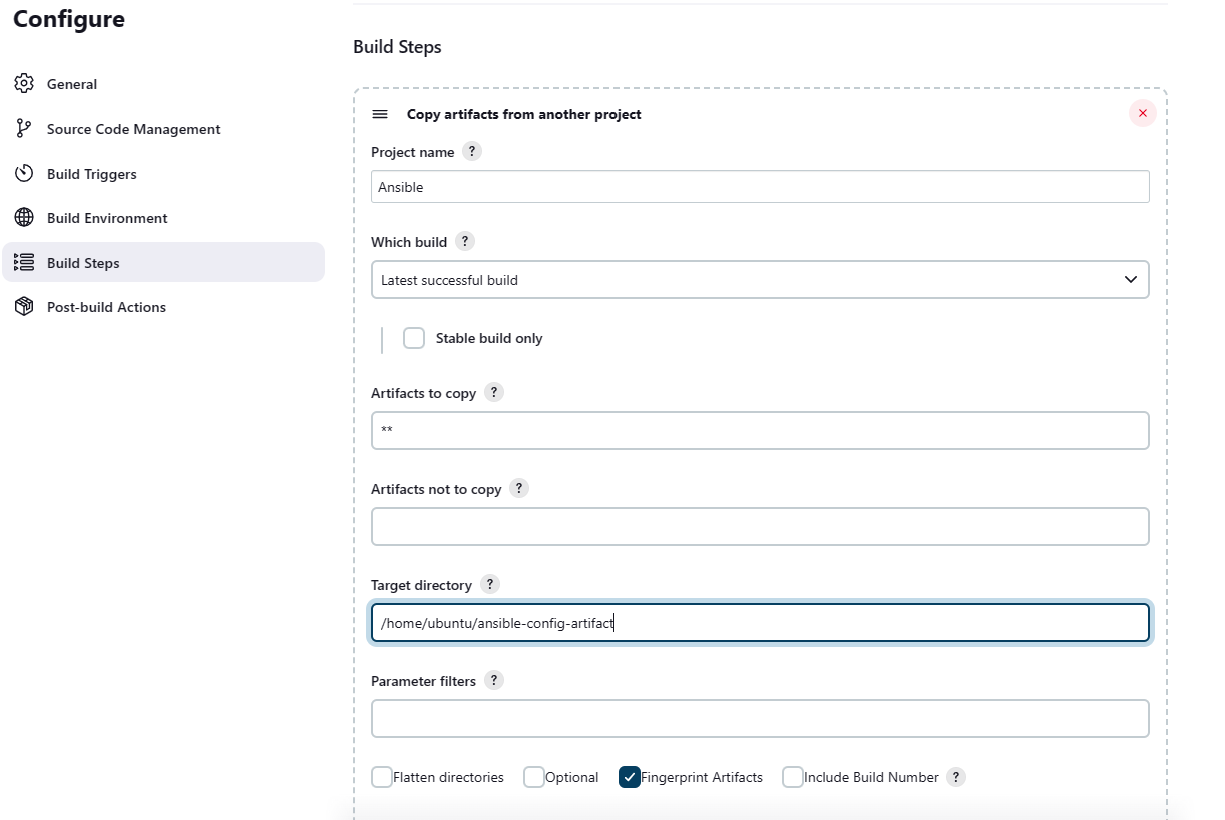 Configure
General
Source Code Management
Build Triggers
Build Environment
Build Steps
Post-build Actions
Build Steps
Copy artifacts from another project
Project name ?
Ansible
Which build ?
Latest successful build
Stable build only
Artifacts to copy ?
**
Artifacts not to copy ?
Target directory ?
/home/ubuntu/ansible-config-artifact
Parameter filters ?
Flatten directories Optional Fingerprint Artifacts Include Build Number ?